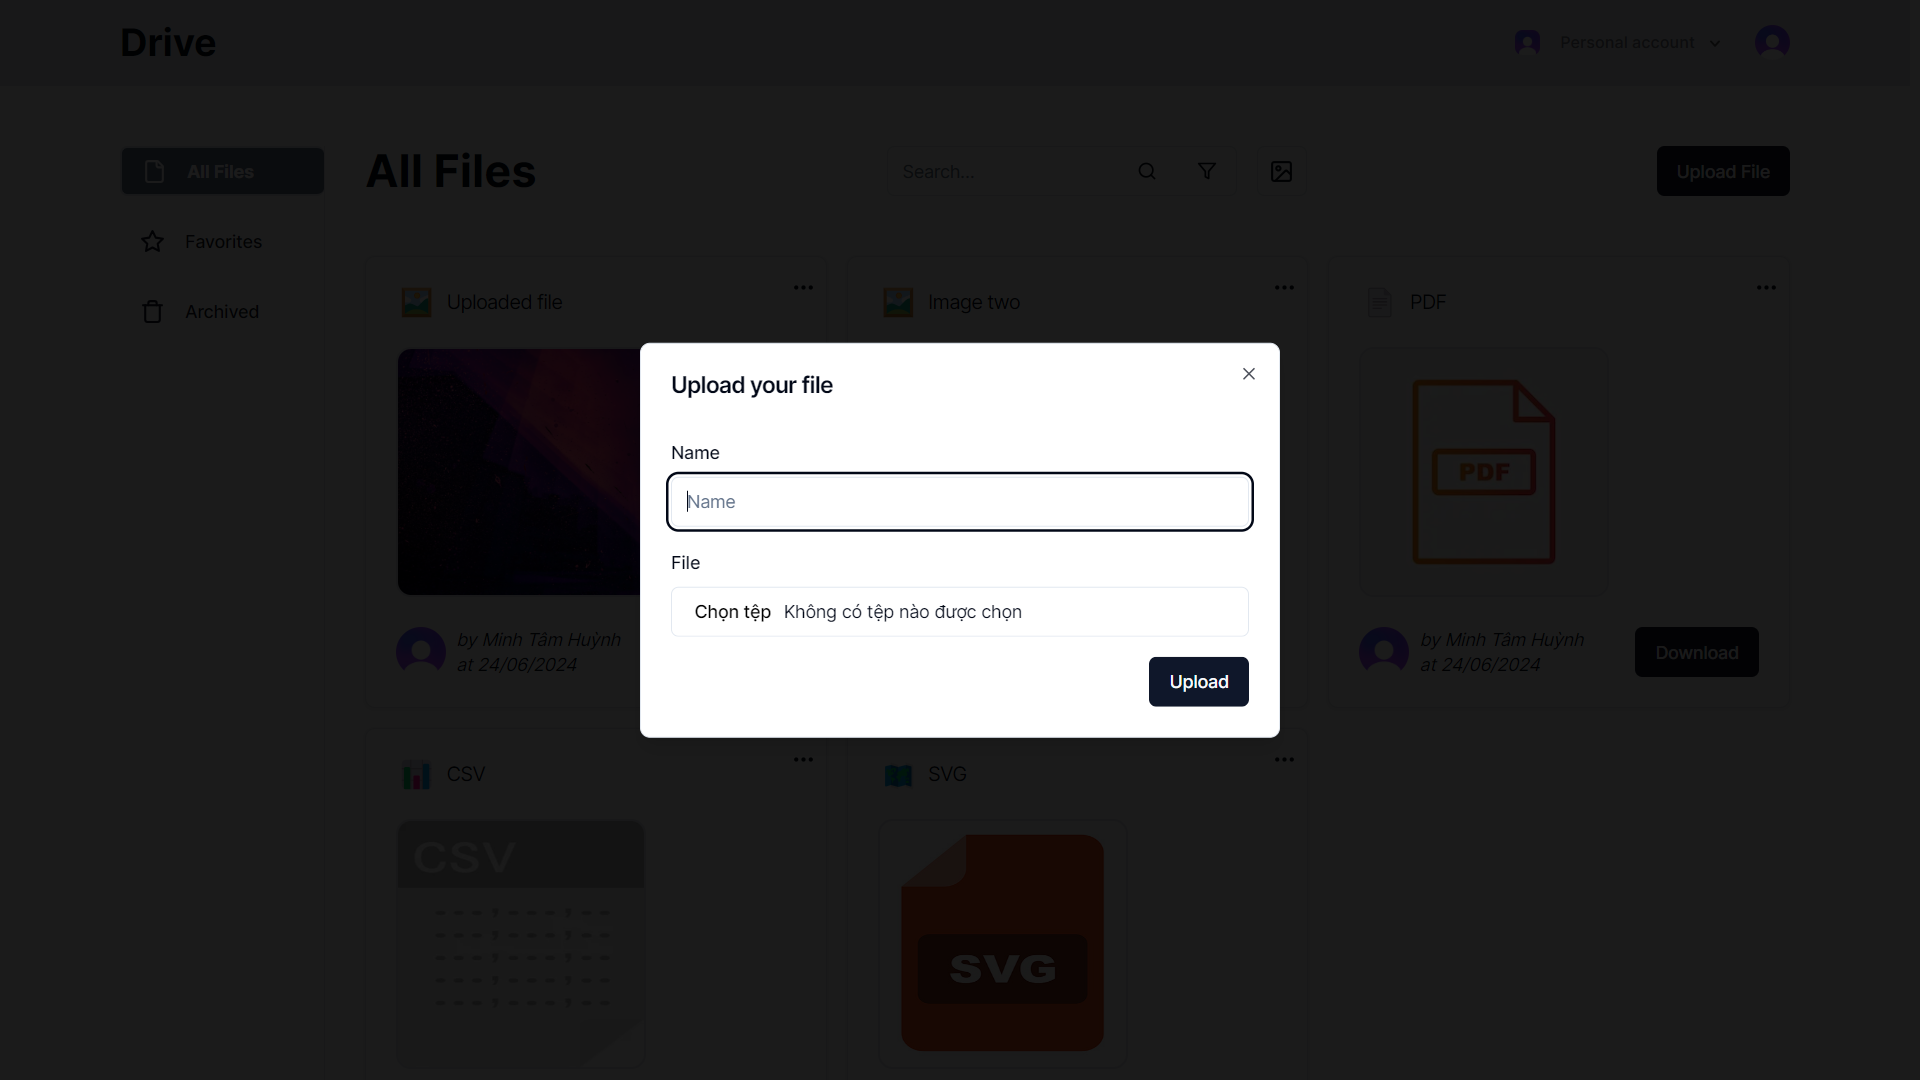 Drive
Personal account
All Files
Favorites
Archived
All Files
Search...
Upload File
Uploaded file
Image two
PDF
PDF
by Minh Tâm Huỳnh
at 24/06/2024
by Minh Tâm Huỳnh
at 24/06/2024
Download
Upload your file
Name
Name
File
Chọn tệp Không có tệp nào được chọn
Upload
CSV
CSV
SVG
SVG